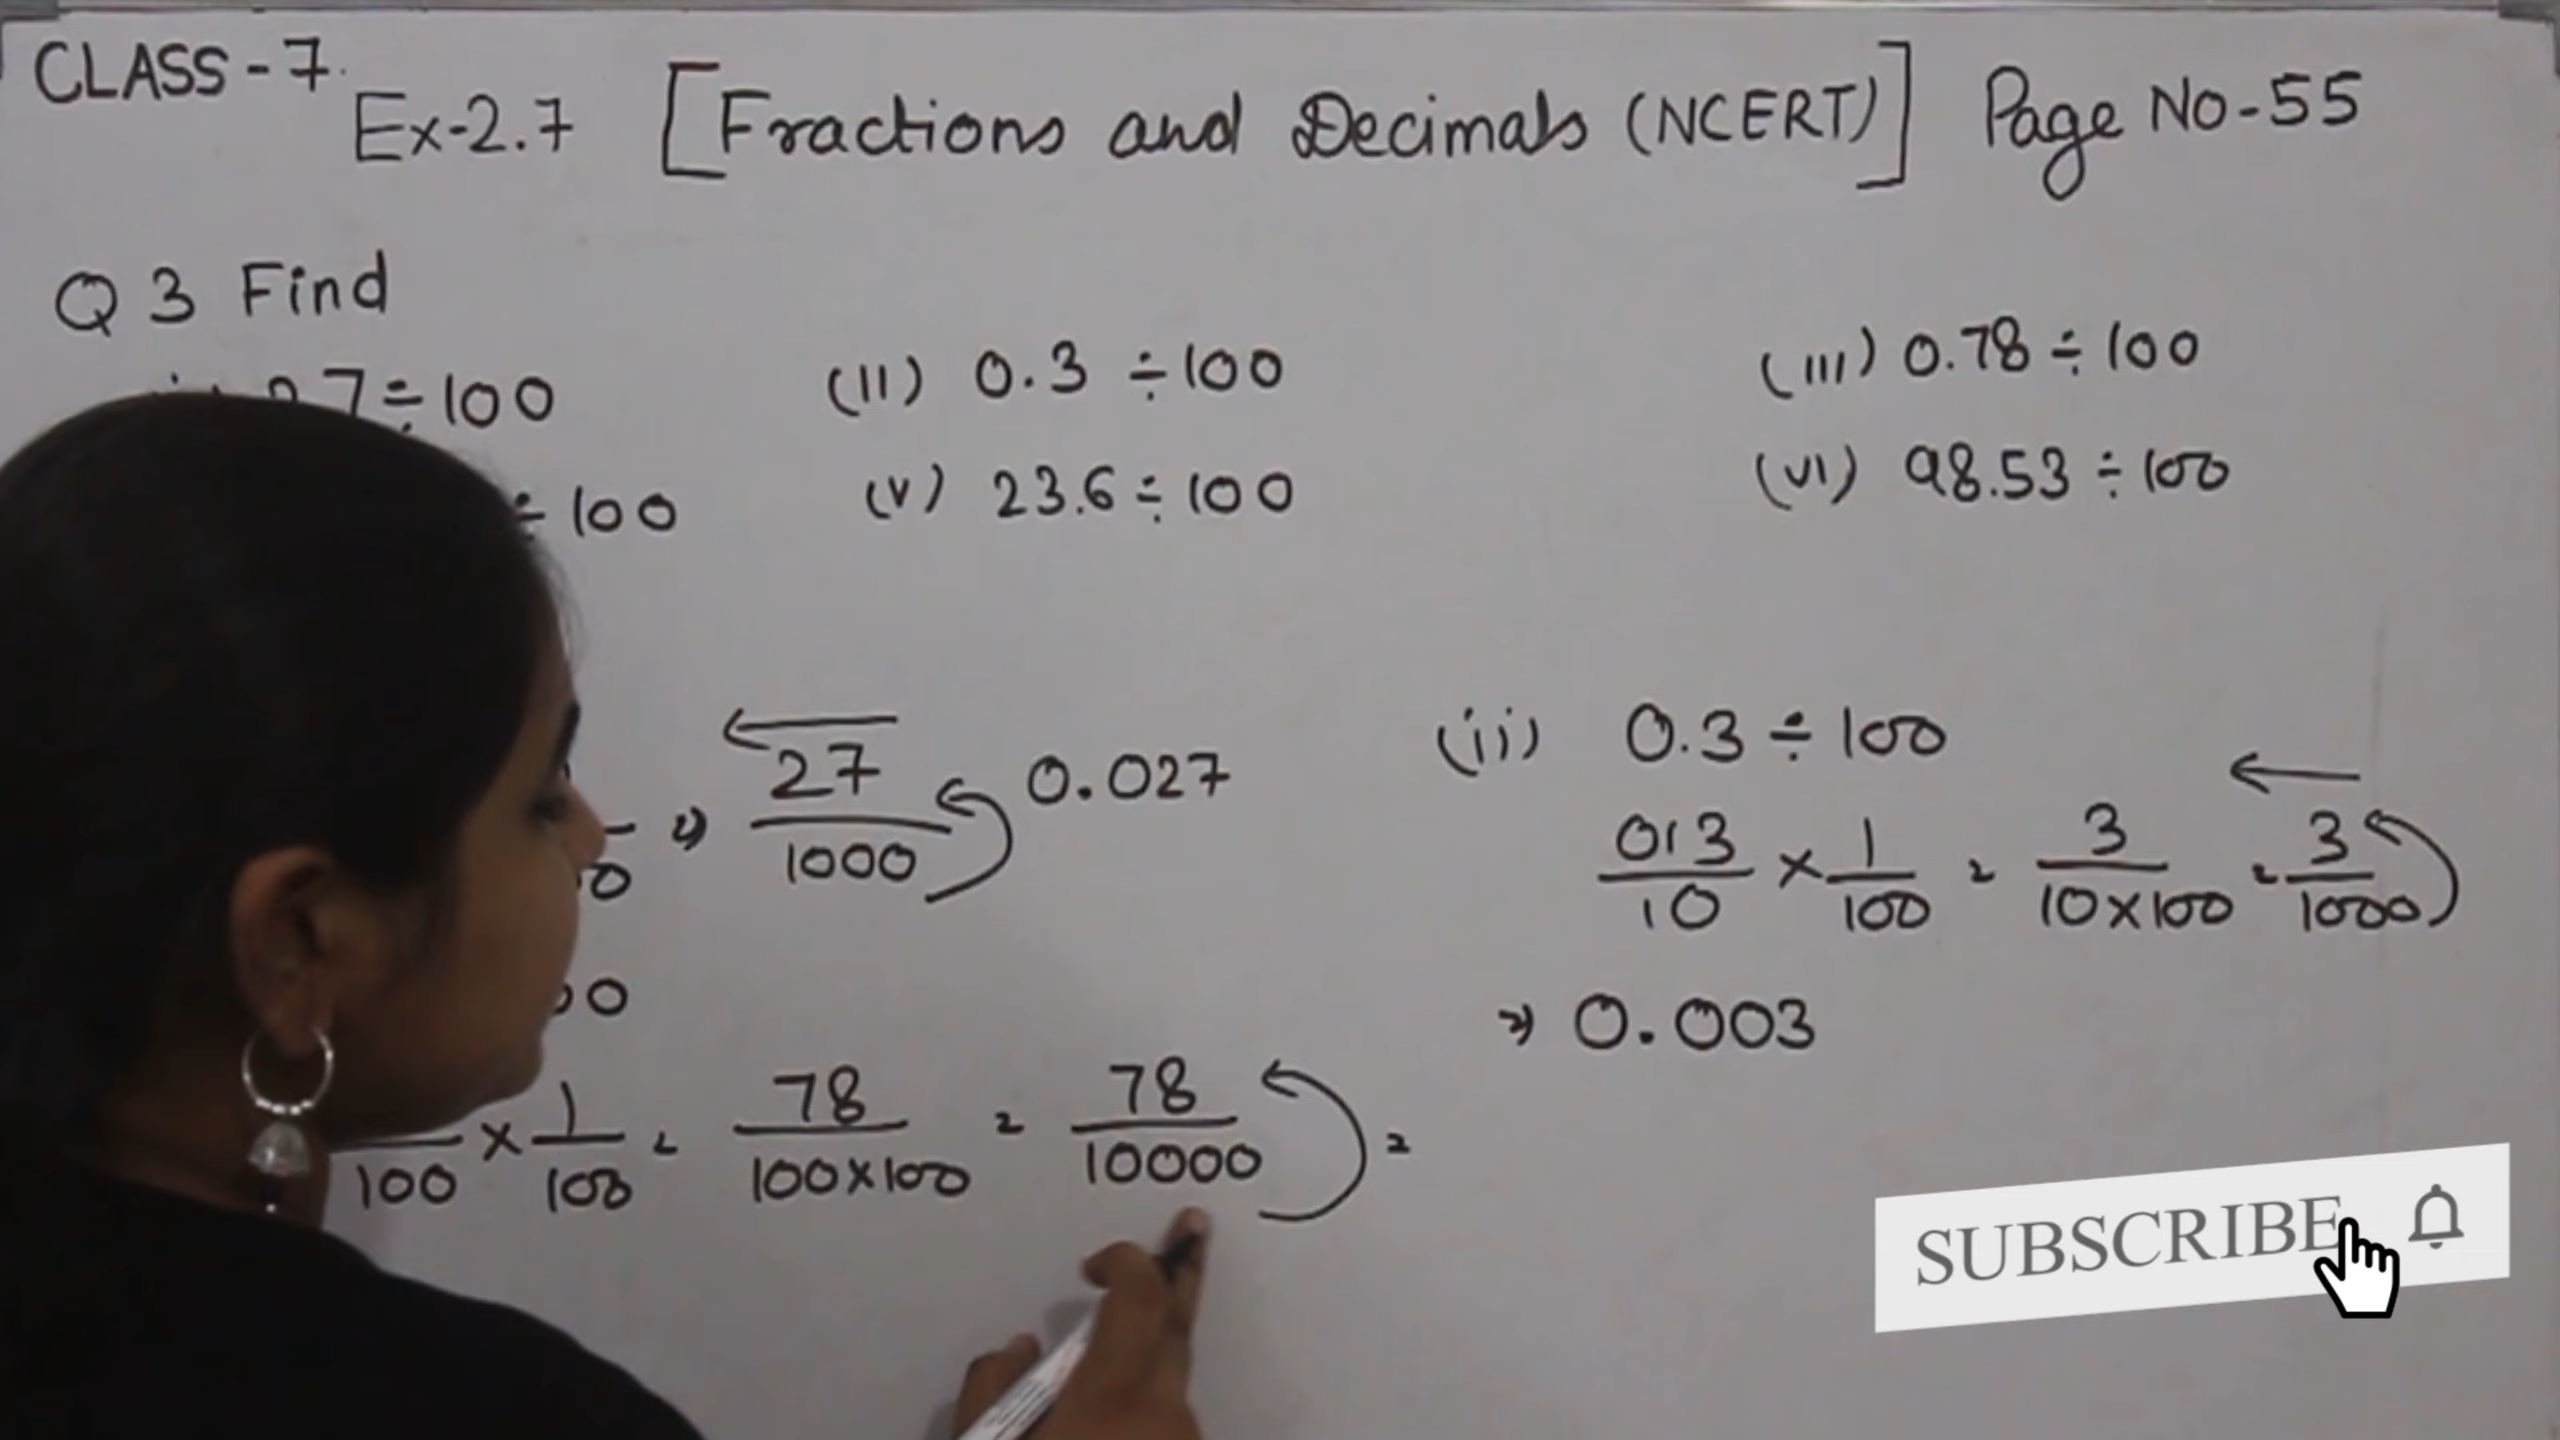 CLASS - 7
Ex-2.7 [Fractions and Decimals (NCERT)] Page No-55
Q 3 Find
7 ÷ 100 (II) 0.3 ÷ 100 (III) 0.78 ÷ 100
÷ 100 (V) 23.6 ÷ 100 (VI) 98.53 ÷ 100
27/1000 0.027
(ii) 0.3 ÷ 100
013/10 × 1/100 = 3/10×100 = 3/1000
⇒ 0.003
100 × 1/100 = 78/100×100 = 78/10000 =
SUBSCRIBE